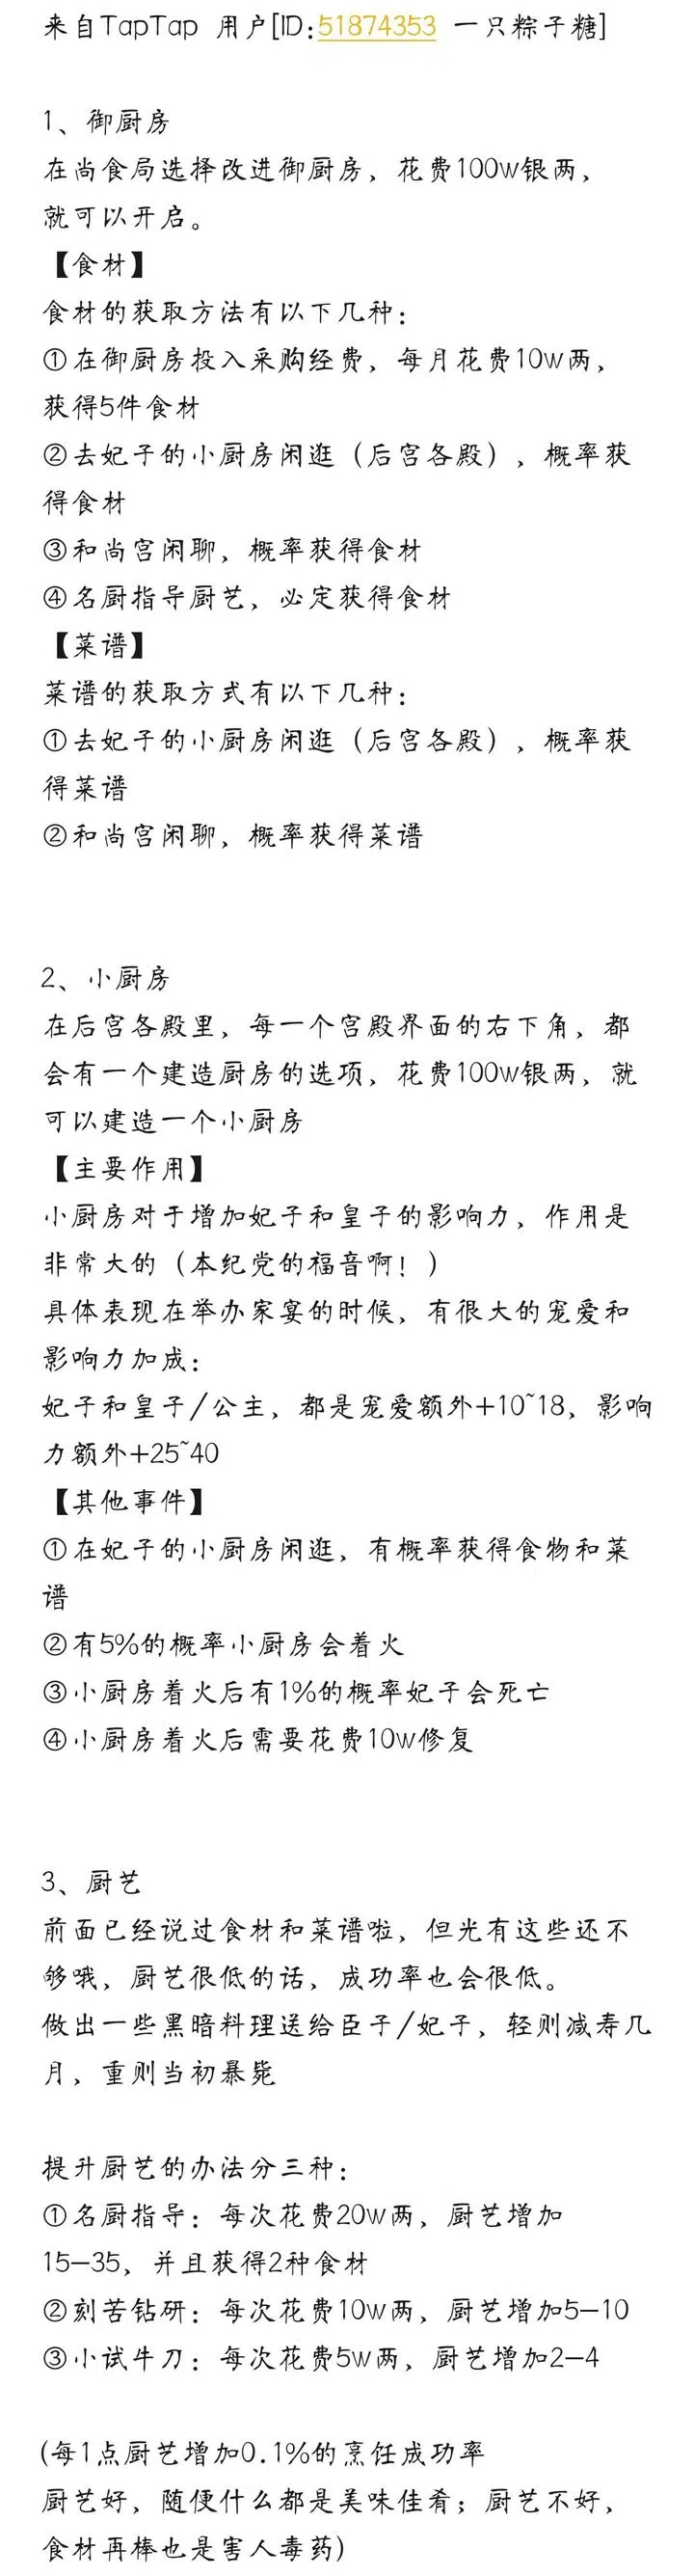 来自TapTap 用户[ID:51874353 一只粽子糖]
1、御厨房
在尚食局选择改进御厨房，花费100w银两，
就可以开启。
【食材】
食材的获取方法有以下几种：
①在御厨房投入采购经费，每月花费10w两，
获得5件食材
②去妃子的小厨房闲逛（后宫各殿），概率获
得食材
③和尚宫闲聊，概率获得食材
④名厨指导厨艺，必定获得食材
【菜谱】
菜谱的获取方式有以下几种：
①去妃子的小厨房闲逛（后宫各殿），概率获
得菜谱
②和尚宫闲聊，概率获得菜谱
2、小厨房
在后宫各殿里，每一个宫殿界面的右下角，都
会有一个建造厨房的选项，花费100w银两，就
可以建造一个小厨房
【主要作用】
小厨房对于增加妃子和皇子的影响力，作用是
非常大的（本纪党的福音啊！）
具体表现在举办家宴的时候，有很大的宠爱和
影响力加成：
妃子和皇子/公主，都是宠爱额外+10~18，影响
力额外+25~40
【其他事件】
①在妃子的小厨房闲逛，有概率获得食物和菜
谱
②有5%的概率小厨房会着火
③小厨房着火后有1%的概率妃子会死亡
④小厨房着火后需要花费10w修复
3、厨艺
前面已经说过食材和菜谱啦，但光有这些还不
够哦，厨艺很低的话，成功率也会很低。
做出一些黑暗料理送给臣子/妃子，轻则减寿几
月，重则当初暴毙
提升厨艺的办法分三种：
①名厨指导：每次花费20w两，厨艺增加
15—35，并且获得2种食材
②刻苦钻研：每次花费10w两，厨艺增加5—10
③小试牛刀：每次花费5w两，厨艺增加2—4
(每1点厨艺增加0.1%的烹饪成功率
厨艺好，随便什么都是美味佳肴；厨艺不好，
食材再棒也是害人毒药)